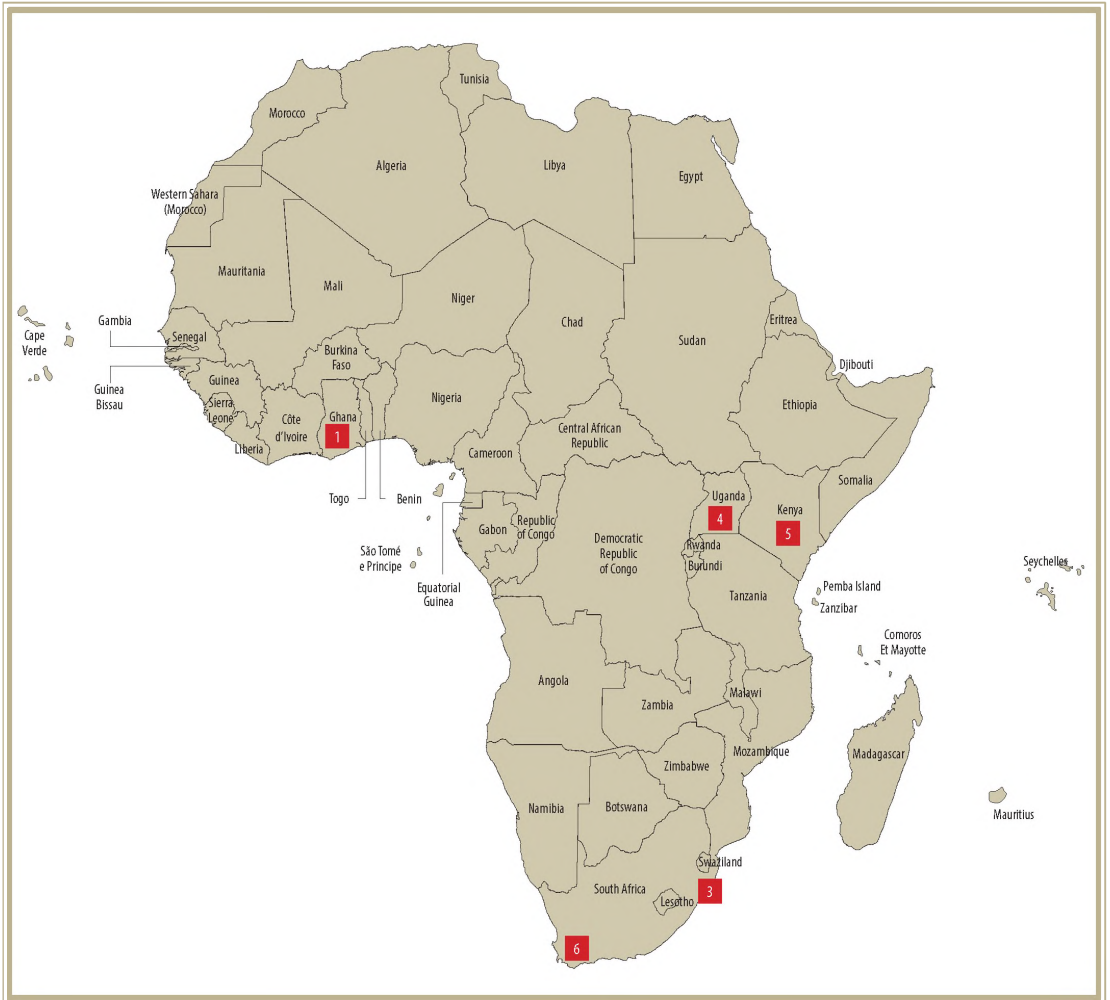 Tunisia
Morocco
Algeria
Libya
Egypt
Western Sahara
(Morocco)
Mauritania
Mali
Niger
Chad
Sudan
Eritrea
Djibouti
Cape
Verde
Gambia
Senegal
Guinea
Bissau
Guinea
Sierra
Leone
Liberia
Côte
d'Ivoire
Burkina
Faso
Ghana
1
Togo
Benin
Nigeria
Cameroon
Central African
Republic
Ethiopia
Somalia
Uganda
4
Kenya
5
Rwanda
Burundi
Gabon
Republic
of Congo
Democratic
Republic
of Congo
São Tomé
e Principe
Equatorial
Guinea
Tanzania
Pemba Island
Zanzibar
Seychelles
Comoros
Et Mayotte
Angola
Zambia
Malawi
Mozambique
Zimbabwe
Madagascar
Mauritius
Namibia
Botswana
Swaziland
South Africa
3
Lesotho
6